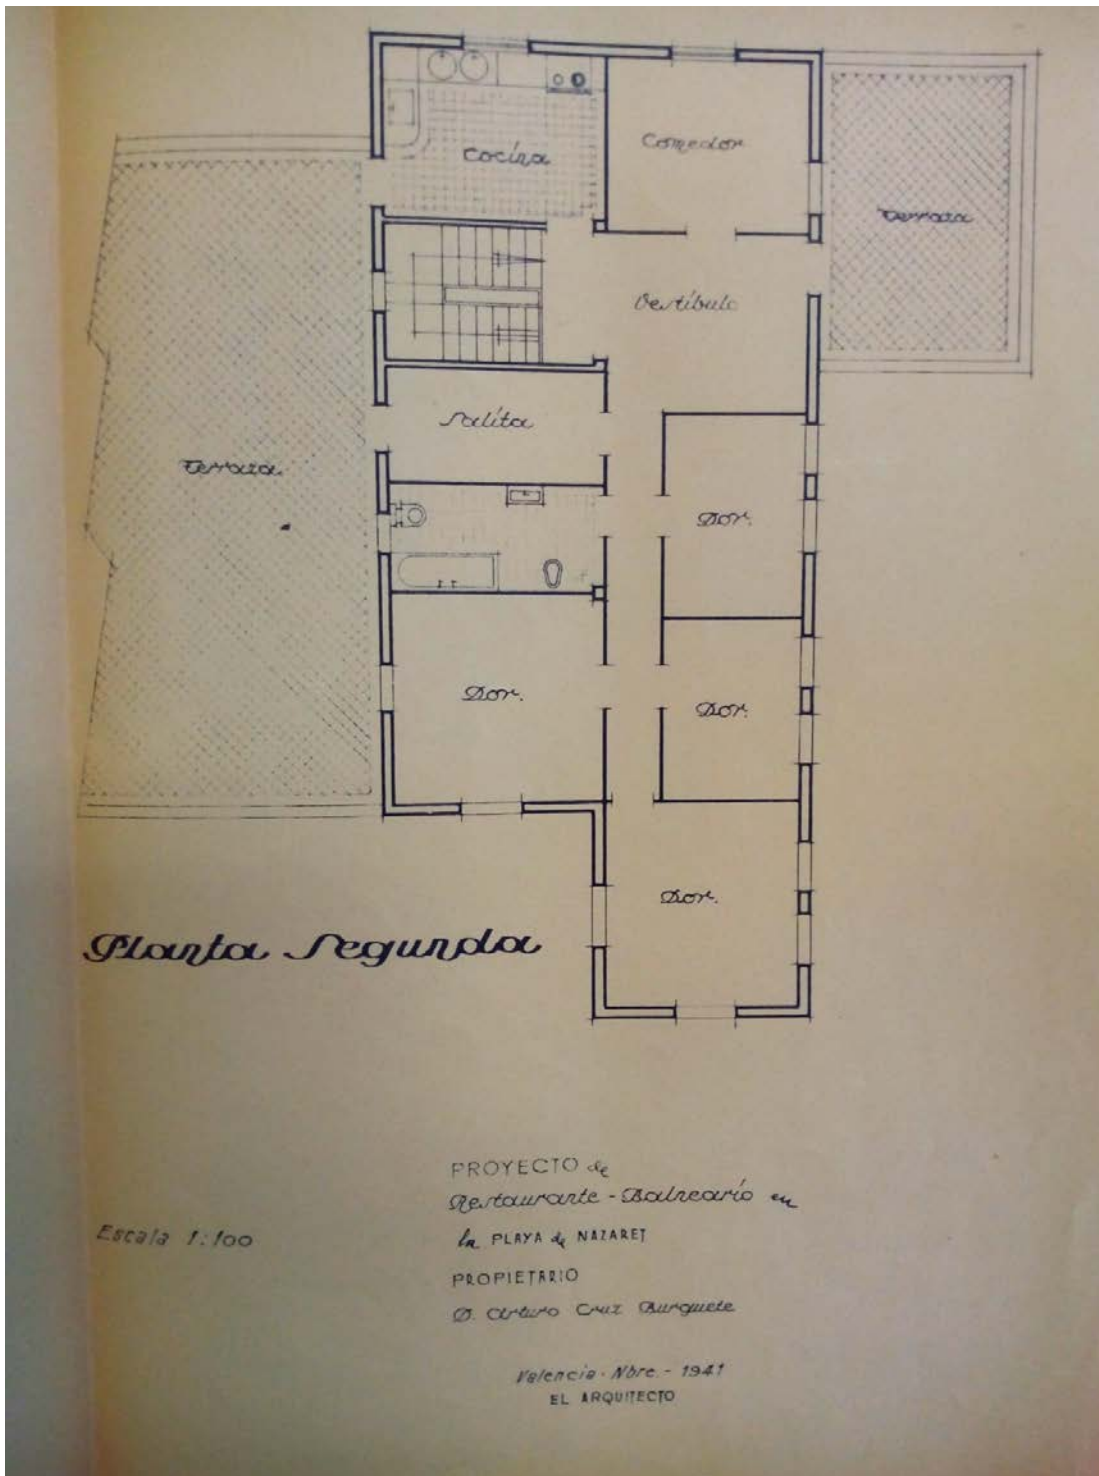 Cocina
Comedor
Terraza
Vestíbulo
Salita
Terraza
Dor.
Dor.
Dor.
Dor.
Planta Segunda
Escala 1:100
PROYECTO de
Restaurante - Balneario en
la PLAYA de NAZARET
PROPIETARIO
D. Arturo Cruz Burguete
Valencia - Nbre. - 1941
EL ARQUITECTO